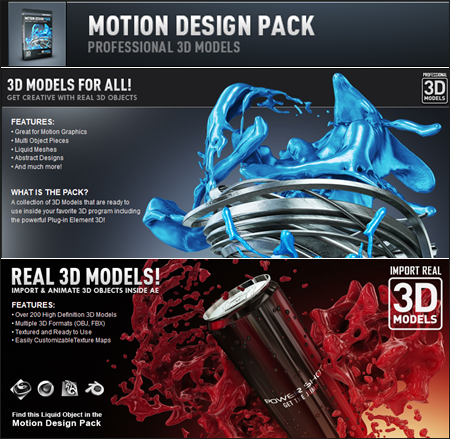 MOTION DESIGN PACK
PROFESSIONAL 3D MODELS
3D MODELS FOR ALL!
GET CREATIVE WITH REAL 3D OBJECTS
FEATURES:
• Great for Motion Graphics
• Multi Object Pieces
• Liquid Meshes
• Abstract Designs
• And much more!
WHAT IS THE PACK?
A collection of 3D Models that are ready to
use inside your favorite 3D program including
the powerful Plug-in Element 3D!
PROFESSIONAL
3D
MODELS
REAL 3D MODELS!
IMPORT & ANIMATE 3D OBJECTS INSIDE AE
FEATURES:
• Over 200 High Definition 3D Models
• Multiple 3D Formats (OBJ, FBX)
• Textured and Ready to Use
• Easily CustomizableTexture Maps
Find this Liquid Object in the
Motion Design Pack
IMPORT REAL
3D
MODELS